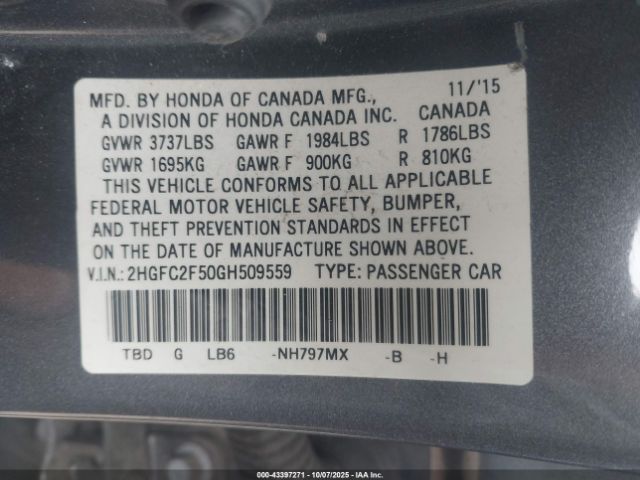 MFD. BY HONDA OF CANADA MFG., 11/'15
A DIVISION OF HONDA CANADA INC. CANADA
GVWR 3737LBS GAWR F 1984LBS R 1786LBS
GVWR 1695KG GAWR F 900KG R 810KG
THIS VEHICLE CONFORMS TO ALL APPLICABLE
FEDERAL MOTOR VEHICLE SAFETY, BUMPER,
AND THEFT PREVENTION STANDARDS IN EFFECT
ON THE DATE OF MANUFACTURE SHOWN ABOVE.
V.I.N.: 2HGFC2F50GH509559 TYPE: PASSENGER CAR
TBD G LB6 -NH797MX -B -H
000-43397271 - 10/07/2025 - IAA Inc.